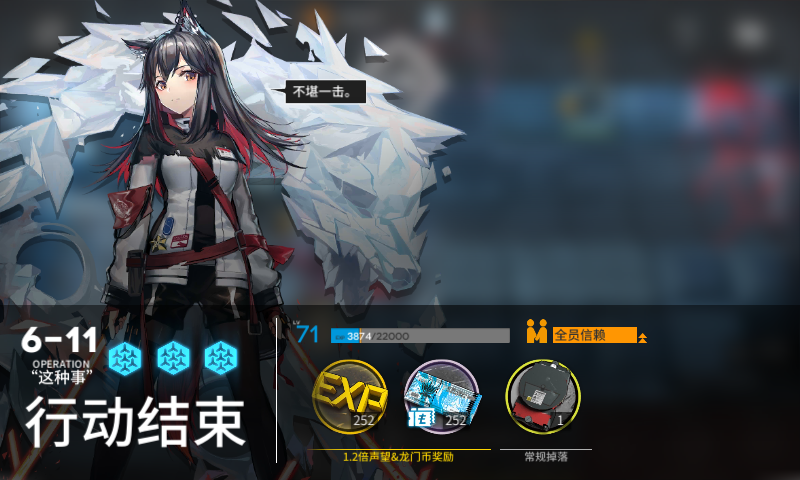 不堪一击。
6-11
OPERATION
“这种事”
行动结束
LV
71
3874/22000
全员信赖
EXP
252
252
1
1.2倍声望&龙门币奖励
常规掉落